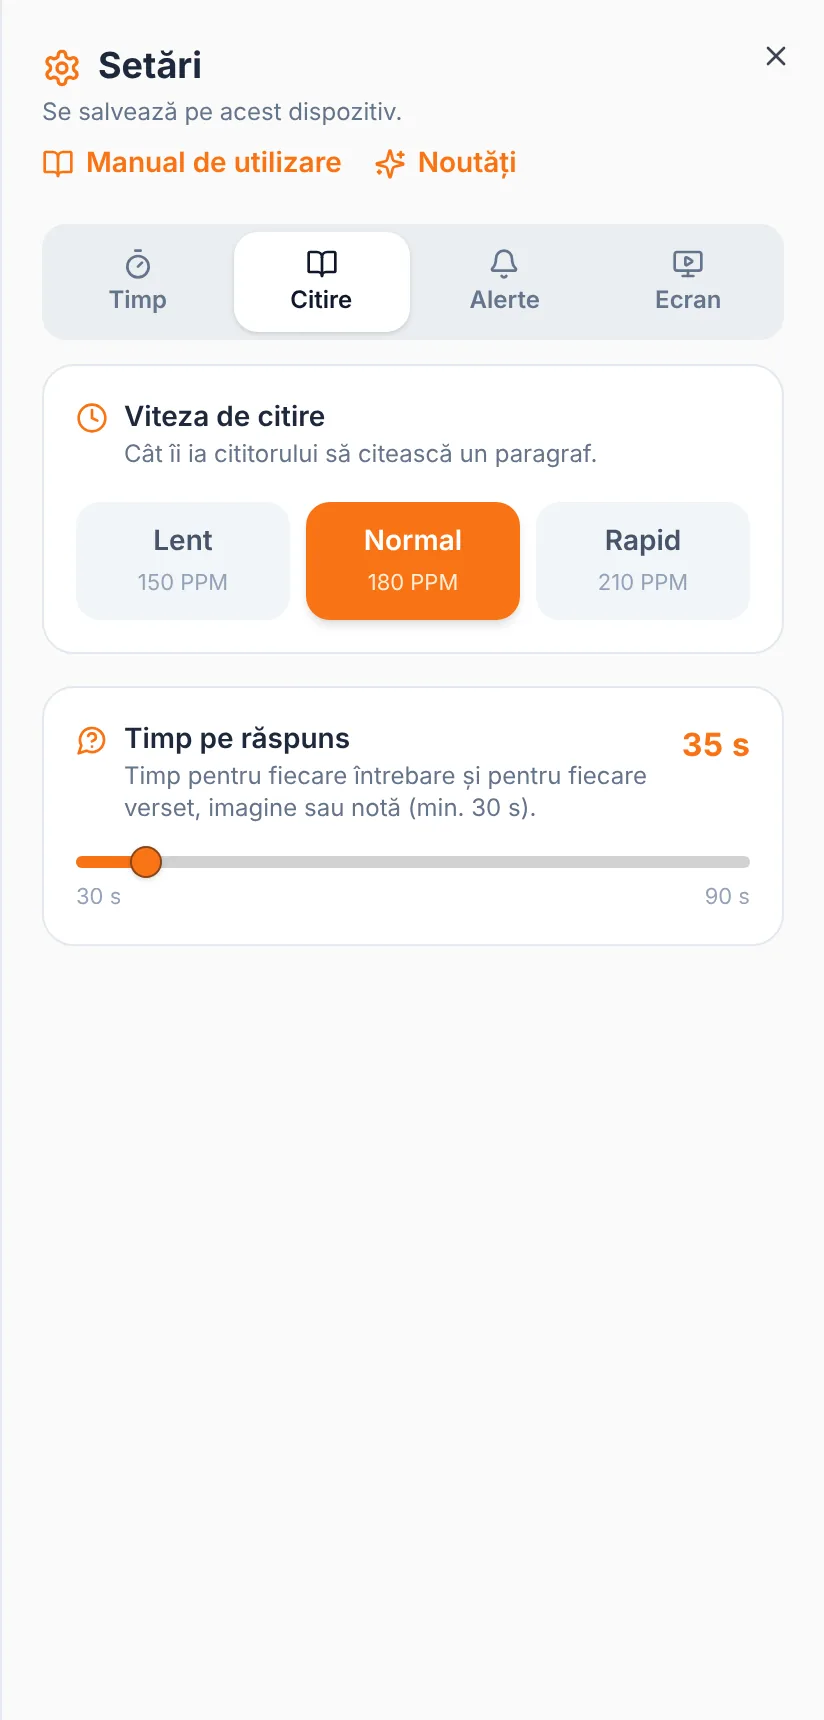 Setări
Se salvează pe acest dispozitiv.
Manual de utilizare
Noutăți
Timp
Citire
Alerte
Ecran
Viteza de citire
Cât îi ia cititorului să citească un paragraf.
Lent
150 PPM
Normal
180 PPM
Rapid
210 PPM
Timp pe răspuns
35 s
Timp pentru fiecare întrebare și pentru fiecare
verset, imagine sau notă (min. 30 s).
30 s
90 s